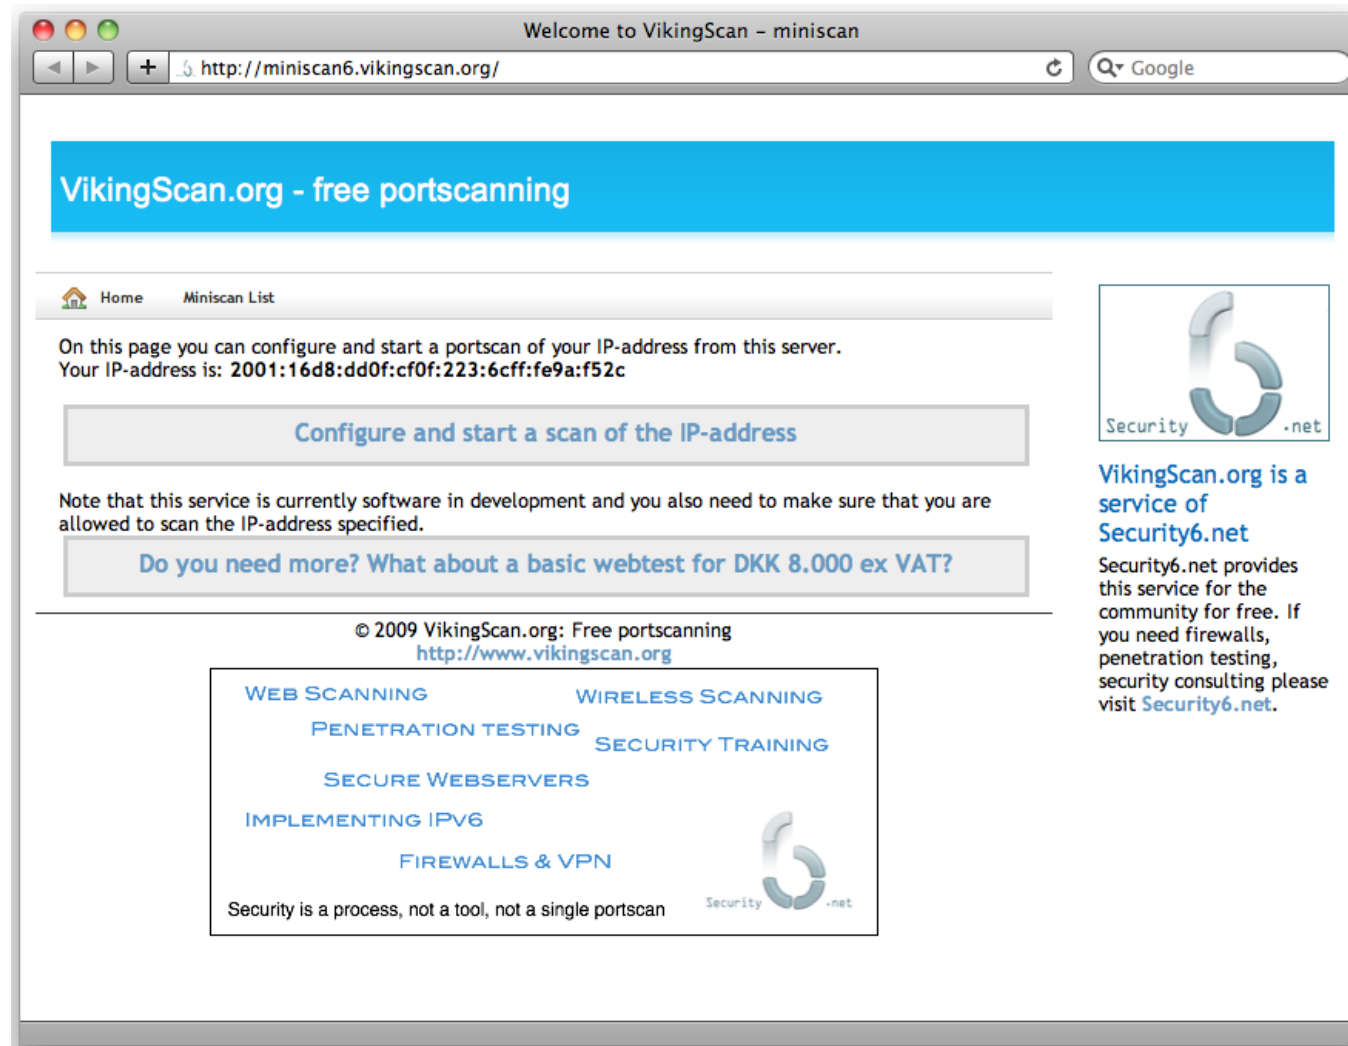 Welcome to VikingScan – miniscan
http://miniscan6.vikingscan.org/
Google
VikingScan.org - free portscanning
Home Miniscan List
On this page you can configure and start a portscan of your IP-address from this server.
Your IP-address is: 2001:16d8:dd0f:cf0f:223:6cff:fe9a:f52c
Configure and start a scan of the IP-address
Note that this service is currently software in development and you also need to make sure that you are
allowed to scan the IP-address specified.
Do you need more? What about a basic webtest for DKK 8.000 ex VAT?
© 2009 VikingScan.org: Free portscanning
http://www.vikingscan.org
Web Scanning
Wireless Scanning
Penetration testing
Security Training
Secure Webservers
Implementing IPv6
Firewalls & VPN
Security is a process, not a tool, not a single portscan
Security 6 .net
Security 6 .net
VikingScan.org is a
service of
Security6.net
Security6.net provides
this service for the
community for free. If
you need firewalls,
penetration testing,
security consulting please
visit Security6.net.